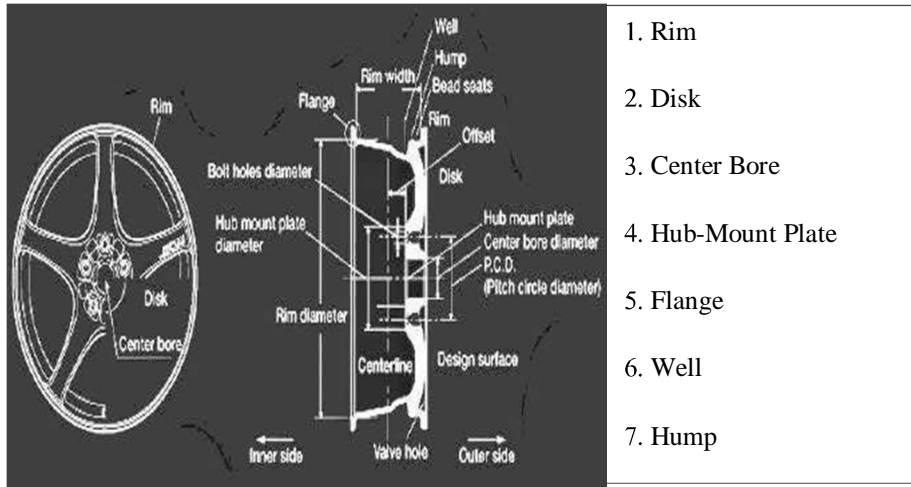 Rim
Disk
Center bore
Well
Hump
Rim width
Bead seats
Flange
Rim
Offset
Bolt holes diameter
Disk
Hub mount plate
diameter
Hub mount plate
Center bore diameter
P.C.D.
(Pitch circle diameter)
Rim diameter
Centerline
Design surface
Valve hole
Inner side
Outer side
1. Rim
2. Disk
3. Center Bore
4. Hub-Mount Plate
5. Flange
6. Well
7. Hump